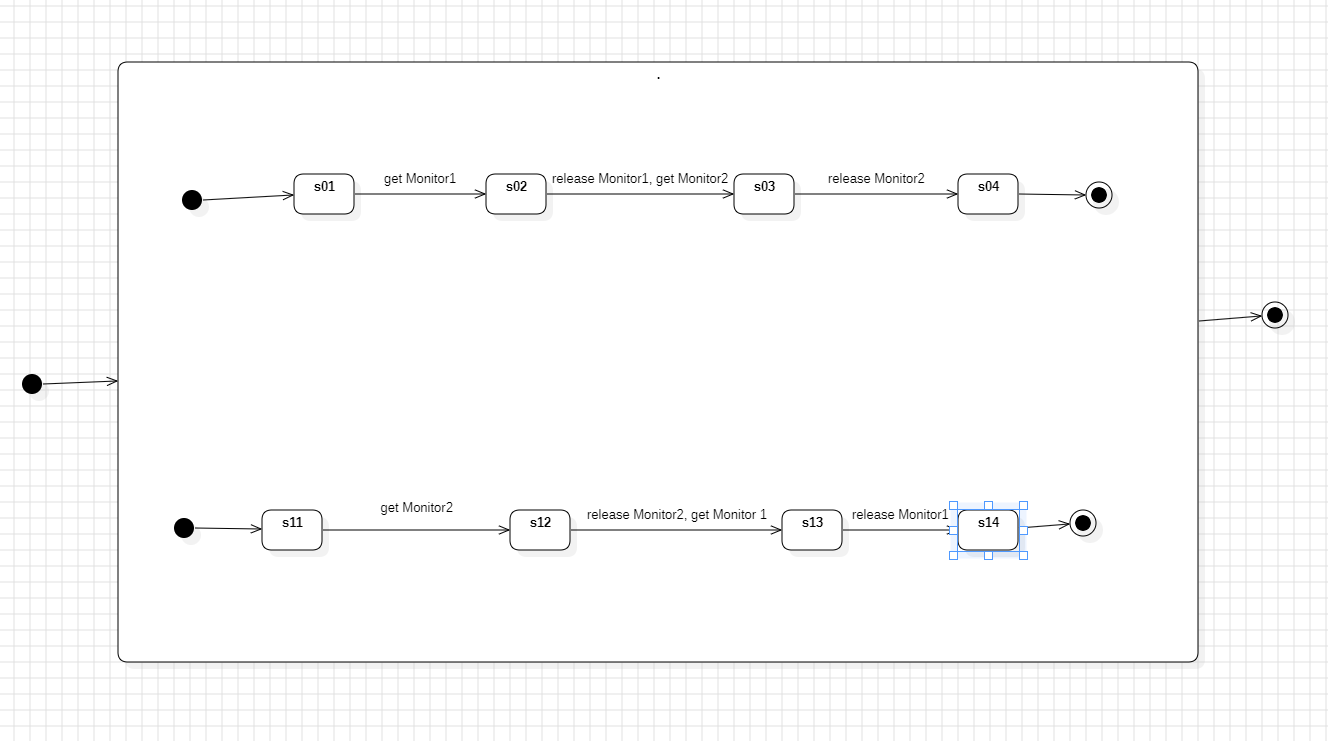 .
s01
get Monitor1
s02
release Monitor1, get Monitor2
s03
release Monitor2
s04
s11
get Monitor2
s12
release Monitor2, get Monitor 1
s13
release Monitor1
s14